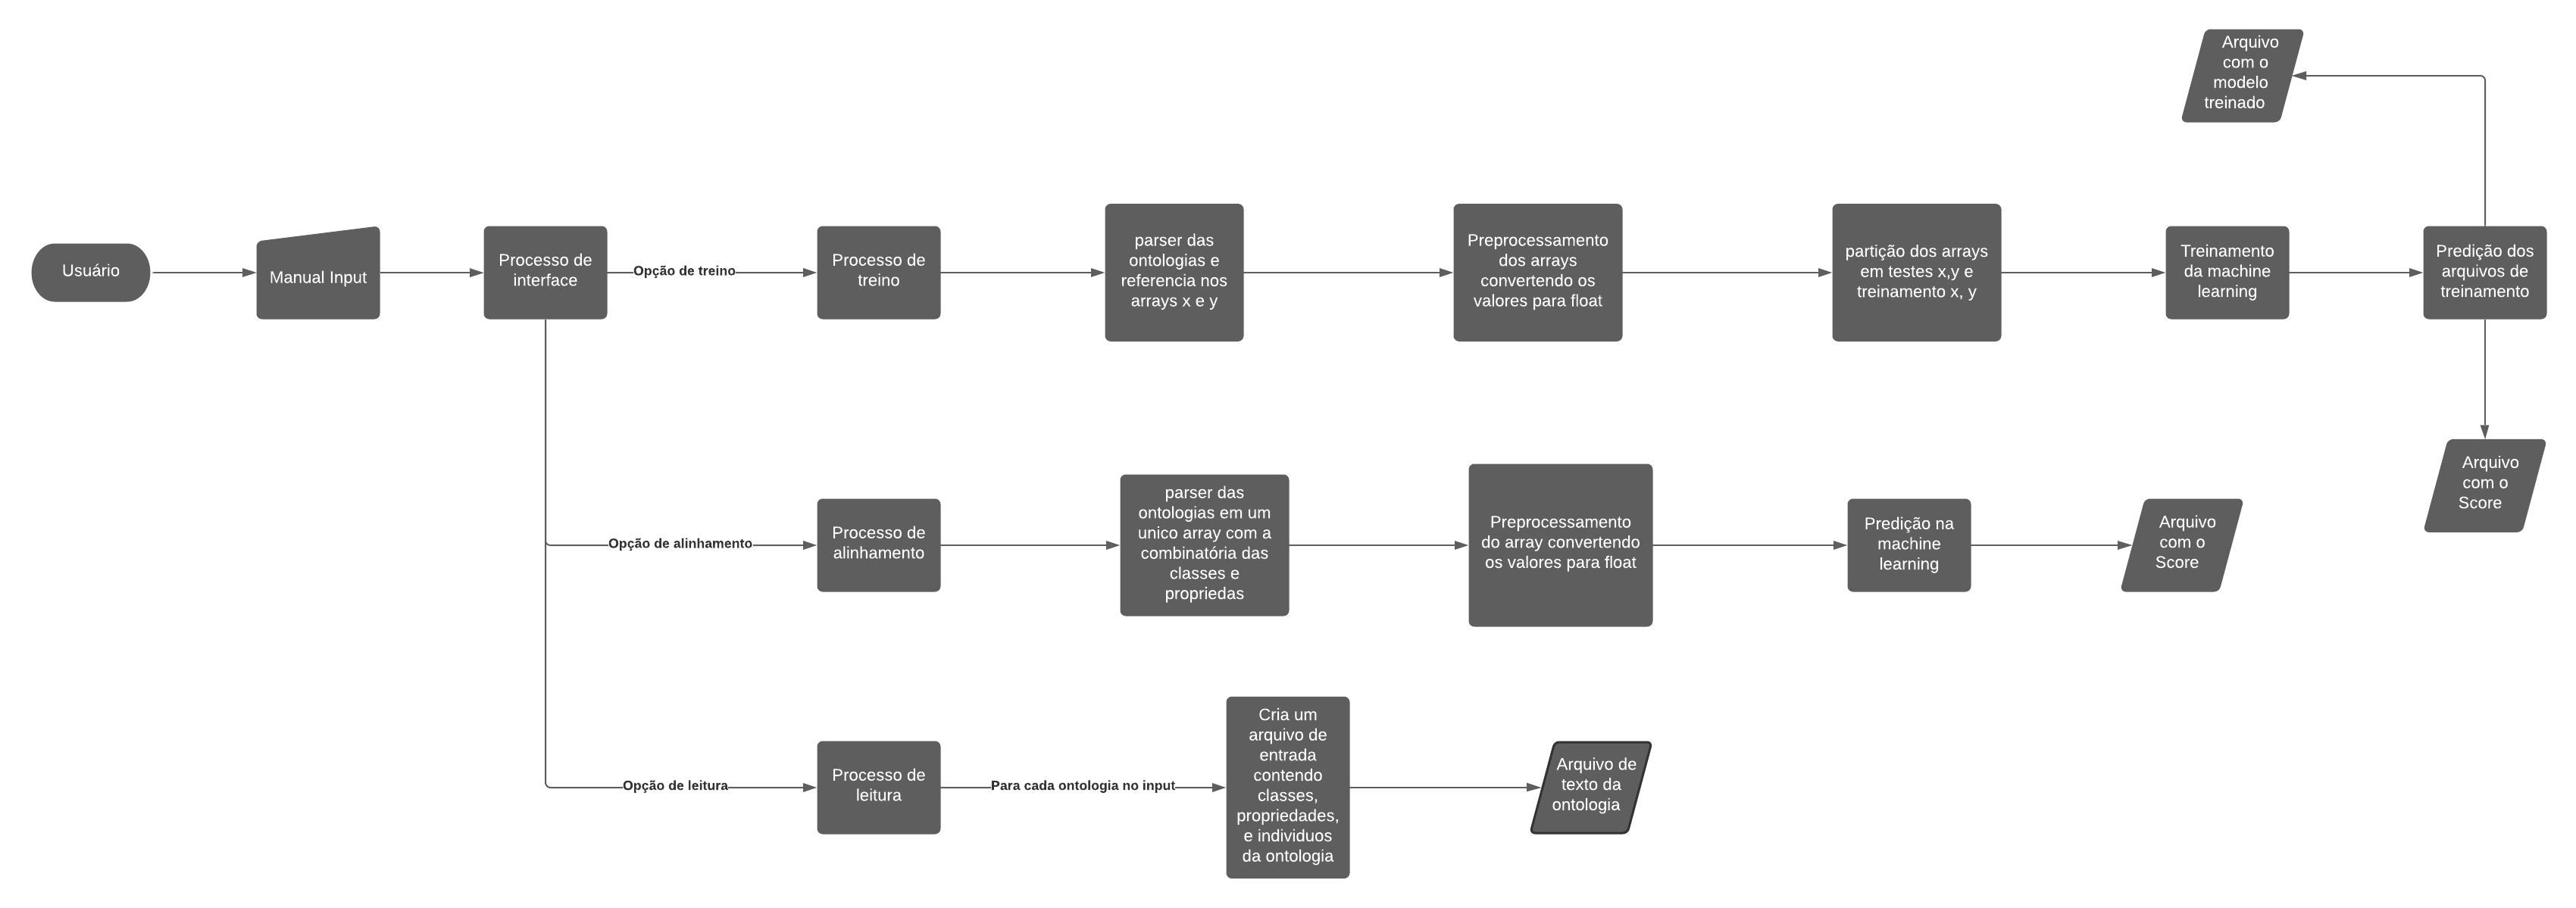 Arquivo
com o
modelo
treinado
Usuário
Manual Input
Processo de
interface
Opção de treino
Processo de
treino
parser das
ontologias e
referencia nos
arrays x e y
Preprocessamento
dos arrays
convertendo os
valores para float
partição dos arrays
em testes x,y e
treinamento x, y
Treinamento
da machine
learning
Predição dos
arquivos de
treinamento
Arquivo
com o
Score
Opção de alinhamento
Processo de
alinhamento
parser das
ontologias em um
unico array com a
combinatória das
classes e
propriedas
Preprocessamento
do array convertendo
os valores para float
Predição na
machine
learning
Arquivo
com o
Score
Opção de leitura
Processo de
leitura
Para cada ontologia no input
Cria um
arquivo de
entrada
contendo
classes,
propriedades,
e individuos
da ontologia
Arquivo de
texto da
ontologia